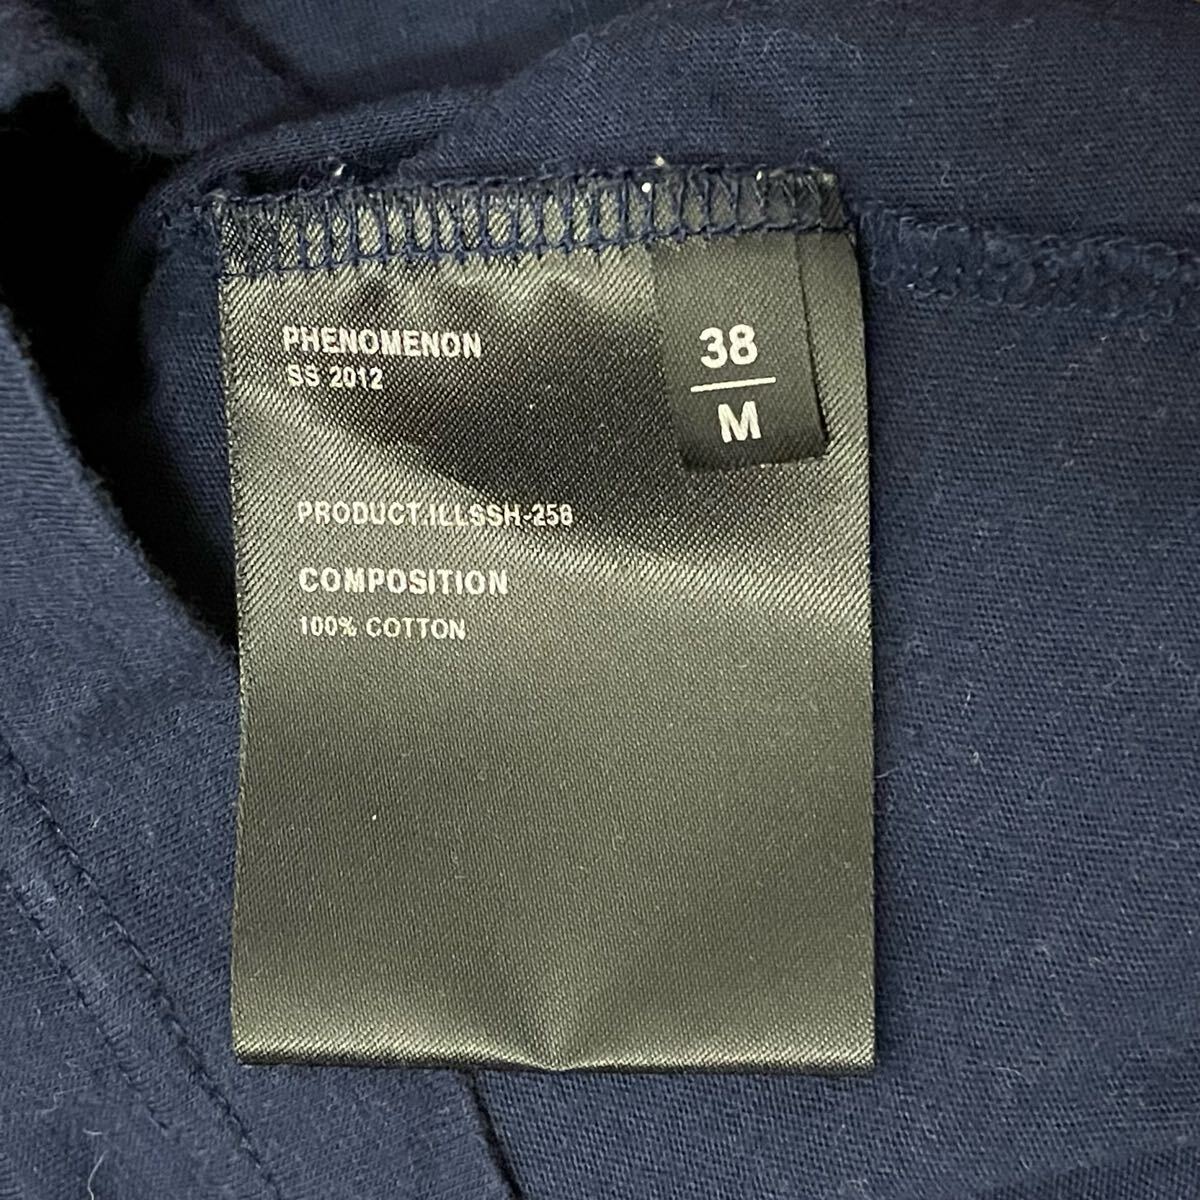 PHENOMENON
SS 2012
38
M
PRODUCT.ILLSSH-258
COMPOSITION
100% COTTON